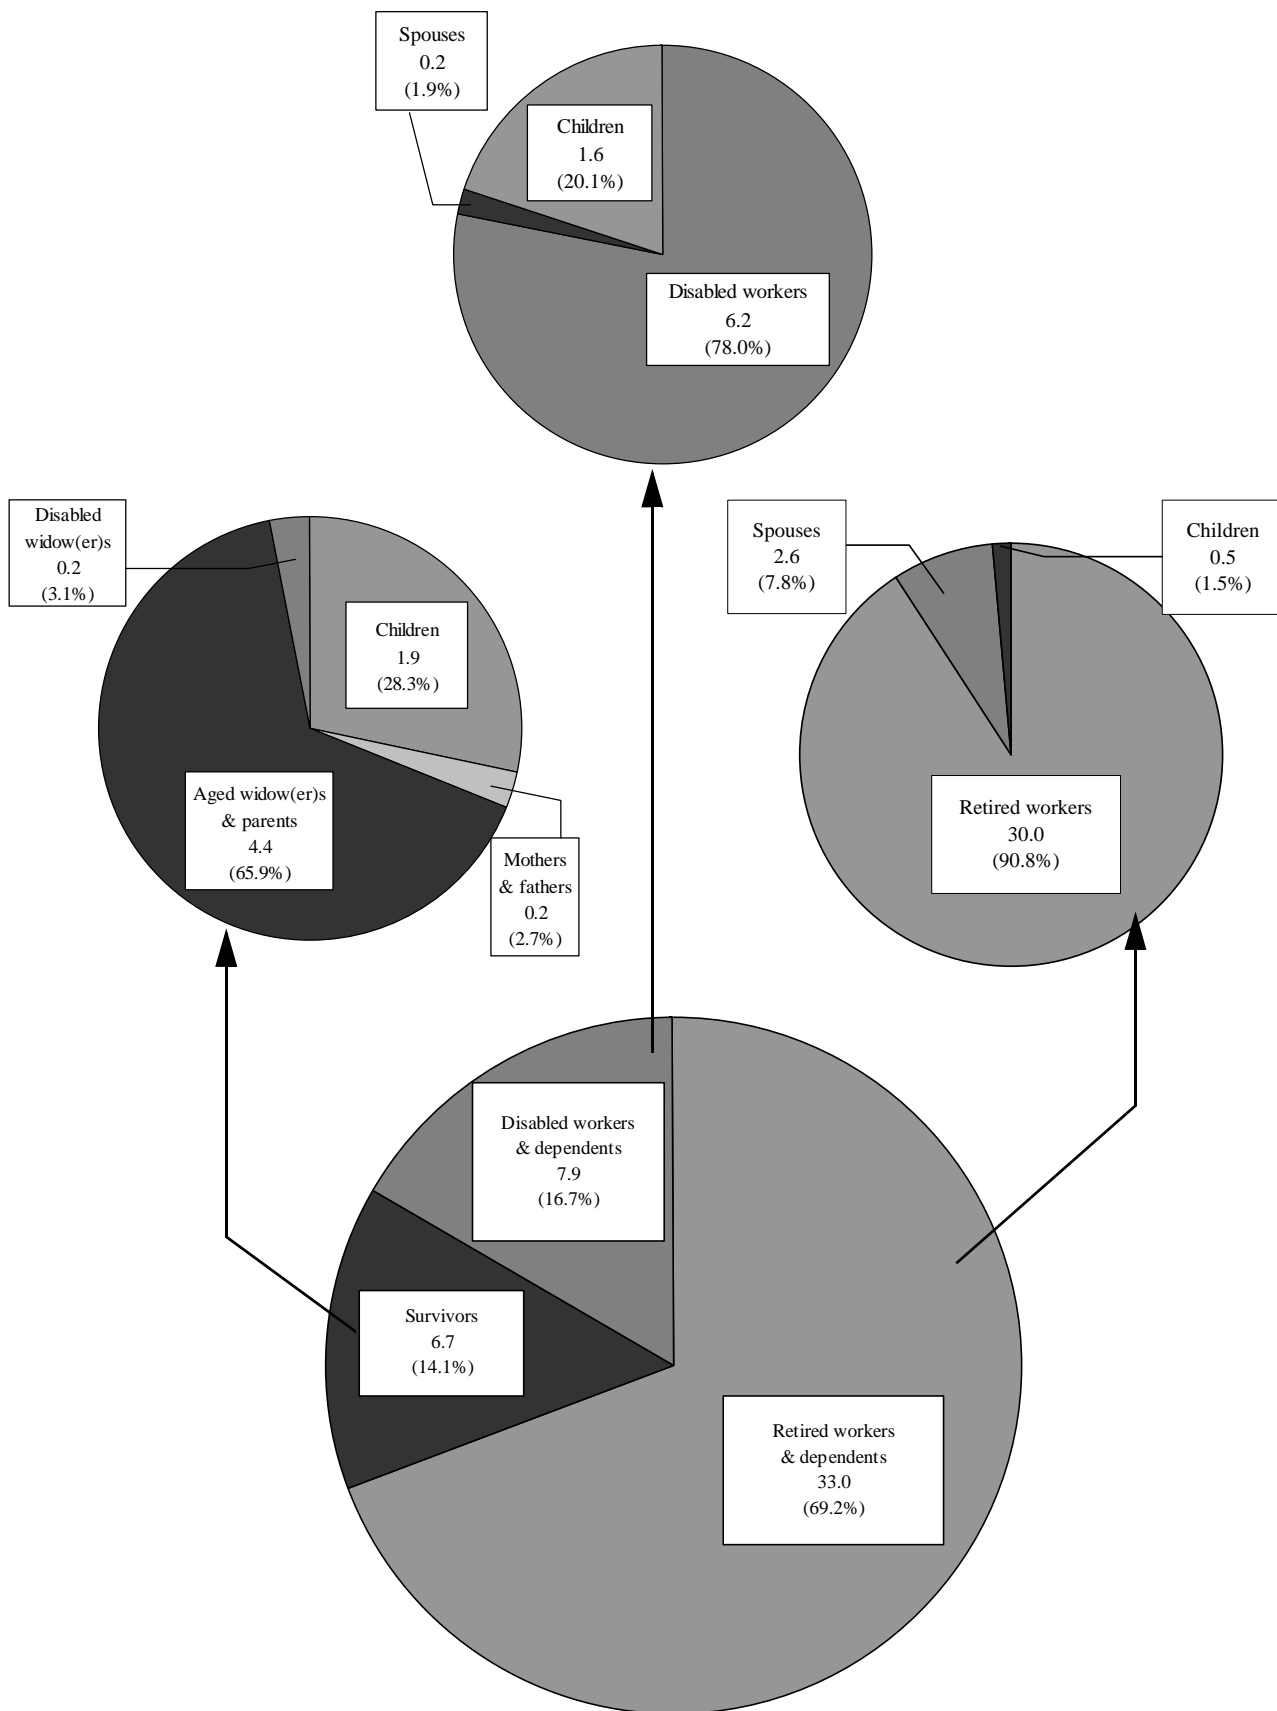 Spouses
0.2
(1.9%)
Children
1.6
(20.1%)
Disabled workers
6.2
(78.0%)
Disabled
widow(er)s
0.2
(3.1%)
Children
1.9
(28.3%)
Aged widow(er)s
& parents
4.4
(65.9%)
Mothers
& fathers
0.2
(2.7%)
Spouses
2.6
(7.8%)
Children
0.5
(1.5%)
Retired workers
30.0
(90.8%)
Disabled workers
& dependents
7.9
(16.7%)
Survivors
6.7
(14.1%)
Retired workers
& dependents
33.0
(69.2%)